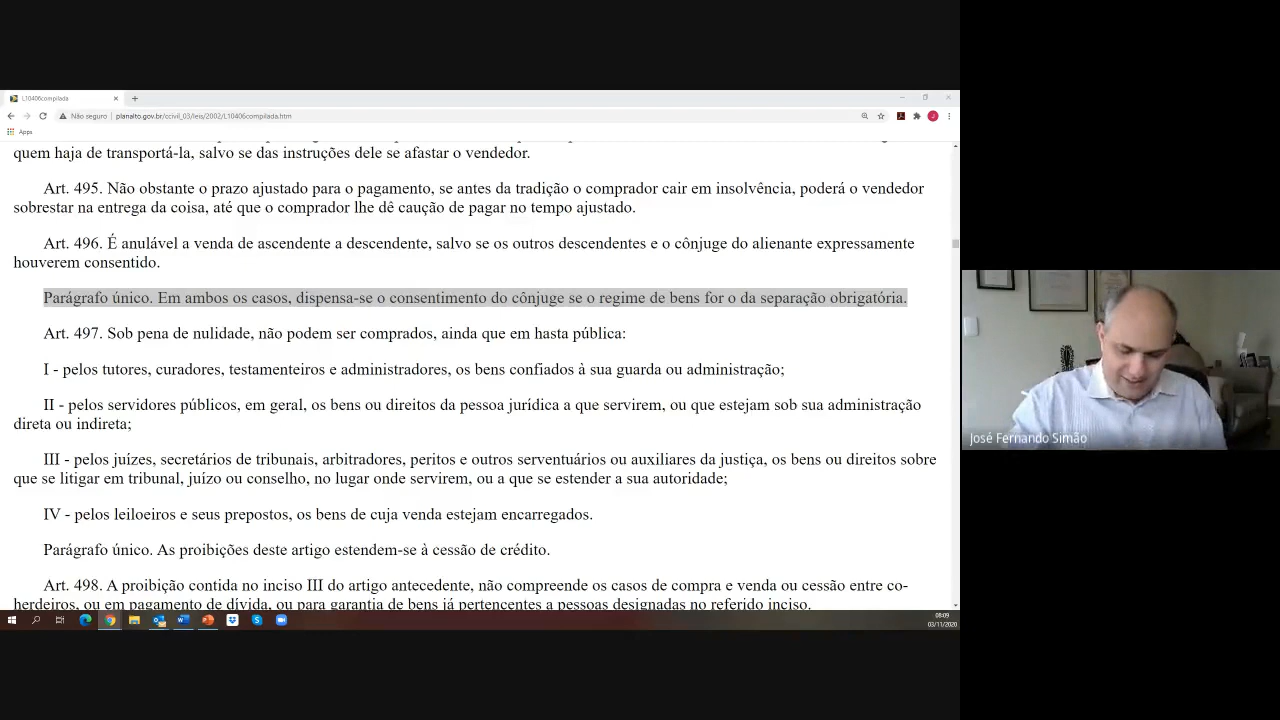 L10406compilada
Não seguro
planalto.gov.br/ccivil_03/leis/2002/L10406compilada.htm
J
Apps
quem haja de transportá-la, salvo se das instruções dele se afastar o vendedor.
Art. 495. Não obstante o prazo ajustado para o pagamento, se antes da tradição o comprador cair em insolvência, poderá o vendedor
sobrestar na entrega da coisa, até que o comprador lhe dê caução de pagar no tempo ajustado.
Art. 496. É anulável a venda de ascendente a descendente, salvo se os outros descendentes e o cônjuge do alienante expressamente
houverem consentido.
Parágrafo único. Em ambos os casos, dispensa-se o consentimento do cônjuge se o regime de bens for o da separação obrigatória.
Art. 497. Sob pena de nulidade, não podem ser comprados, ainda que em hasta pública:
I - pelos tutores, curadores, testamenteiros e administradores, os bens confiados à sua guarda ou administração;
II - pelos servidores públicos, em geral, os bens ou direitos da pessoa jurídica a que servirem, ou que estejam sob sua administração
direta ou indireta;
III - pelos juízes, secretários de tribunais, arbitradores, peritos e outros serventuários ou auxiliares da justiça, os bens ou direitos sobre
que se litigar em tribunal, juízo ou conselho, no lugar onde servirem, ou a que se estender a sua autoridade;
IV - pelos leiloeiros e seus prepostos, os bens de cuja venda estejam encarregados.
Parágrafo único. As proibições deste artigo estendem-se à cessão de crédito.
Art. 498. A proibição contida no inciso III do artigo antecedente, não compreende os casos de compra e venda ou cessão entre co-
herdeiros, ou em pagamento de dívida, ou para garantia de bens já pertencentes a pessoas designadas no referido inciso.
José Fernando Simão
08:09
03/11/2020